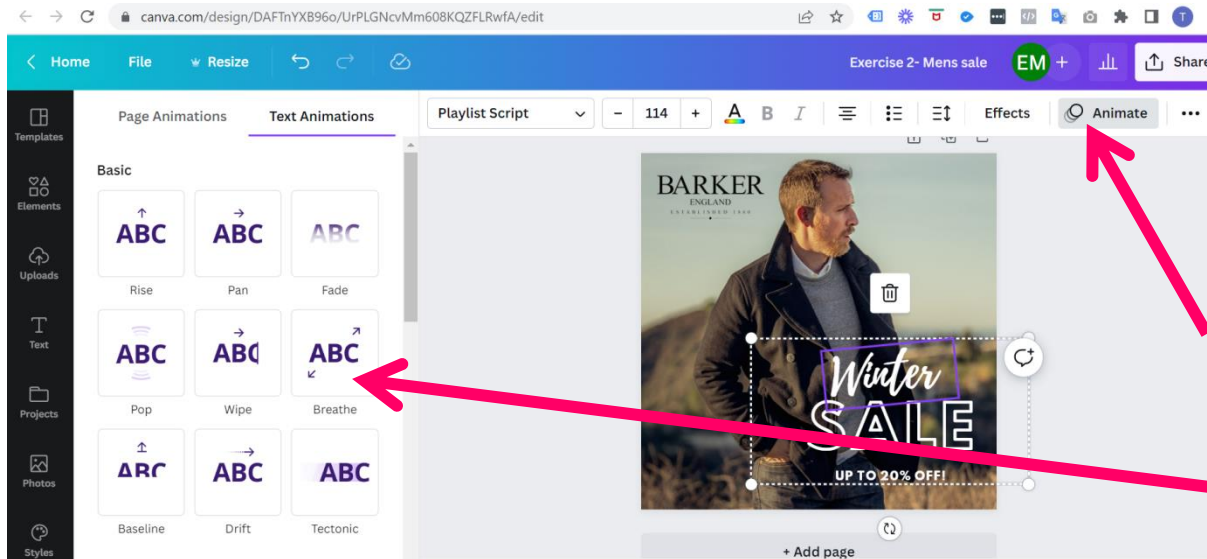 canva.com/design/DAFTnYXB96o/UrPLGNcvMm608KQZFLRwfA/edit
T
Home File Resize Exercise 2- Mens sale EM + Share
Templates
Elements
Uploads
Text
Projects
Photos
Styles
Page Animations Text Animations
Basic
ABC ABC ABC
Rise Pan Fade
ABC ABC ABC
Pop Wipe Breathe
ABC ABC ABC
Baseline Drift Tectonic
Playlist Script − 114 + A B I Effects Animate
BARKER
ENGLAND
ESTABLISHED 1880
Winter
SALE
UP TO 20% OFF!
+ Add page